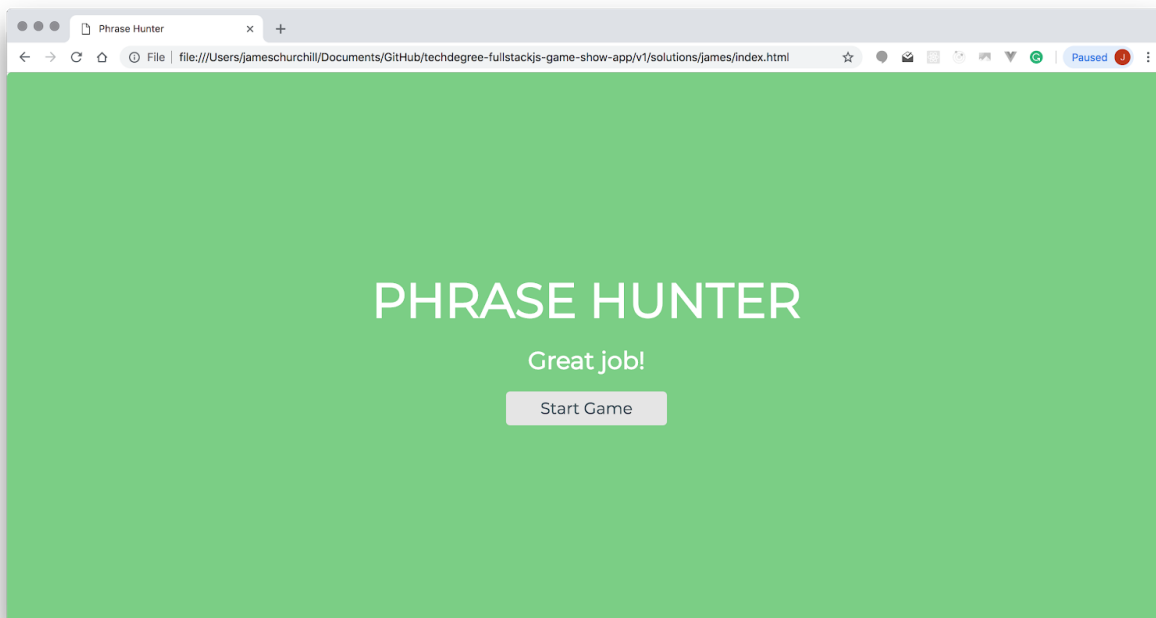 Phrase Hunter
File file:///Users/jameschurchill/Documents/GitHub/techdegree-fullstackjs-game-show-app/v1/solutions/james/index.html Paused J
PHRASE HUNTER
Great job!
Start Game